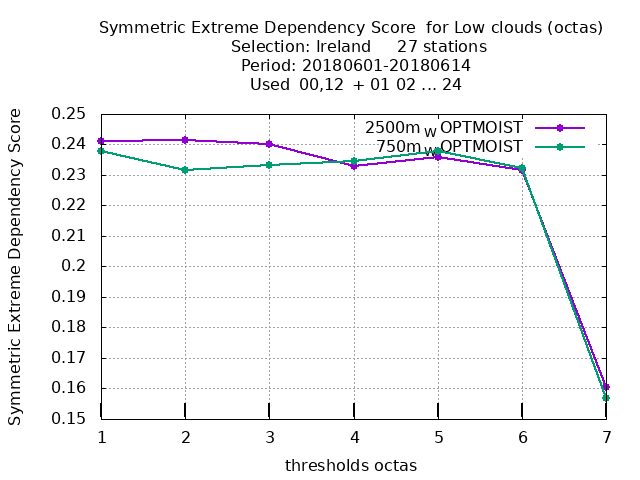 Symmetric Extreme Dependency Score  for Low clouds (octas)
Selection: Ireland     27 stations
Period: 20180601-20180614
Used  00,12  + 01 02 ... 24
2500m W OPTMOIST
750m W OPTMOIST
Symmetric Extreme Dependency Score
0.25
0.24
0.23
0.22
0.21
0.2
0.19
0.18
0.17
0.16
0.15
1 2 3 4 5 6 7
thresholds octas